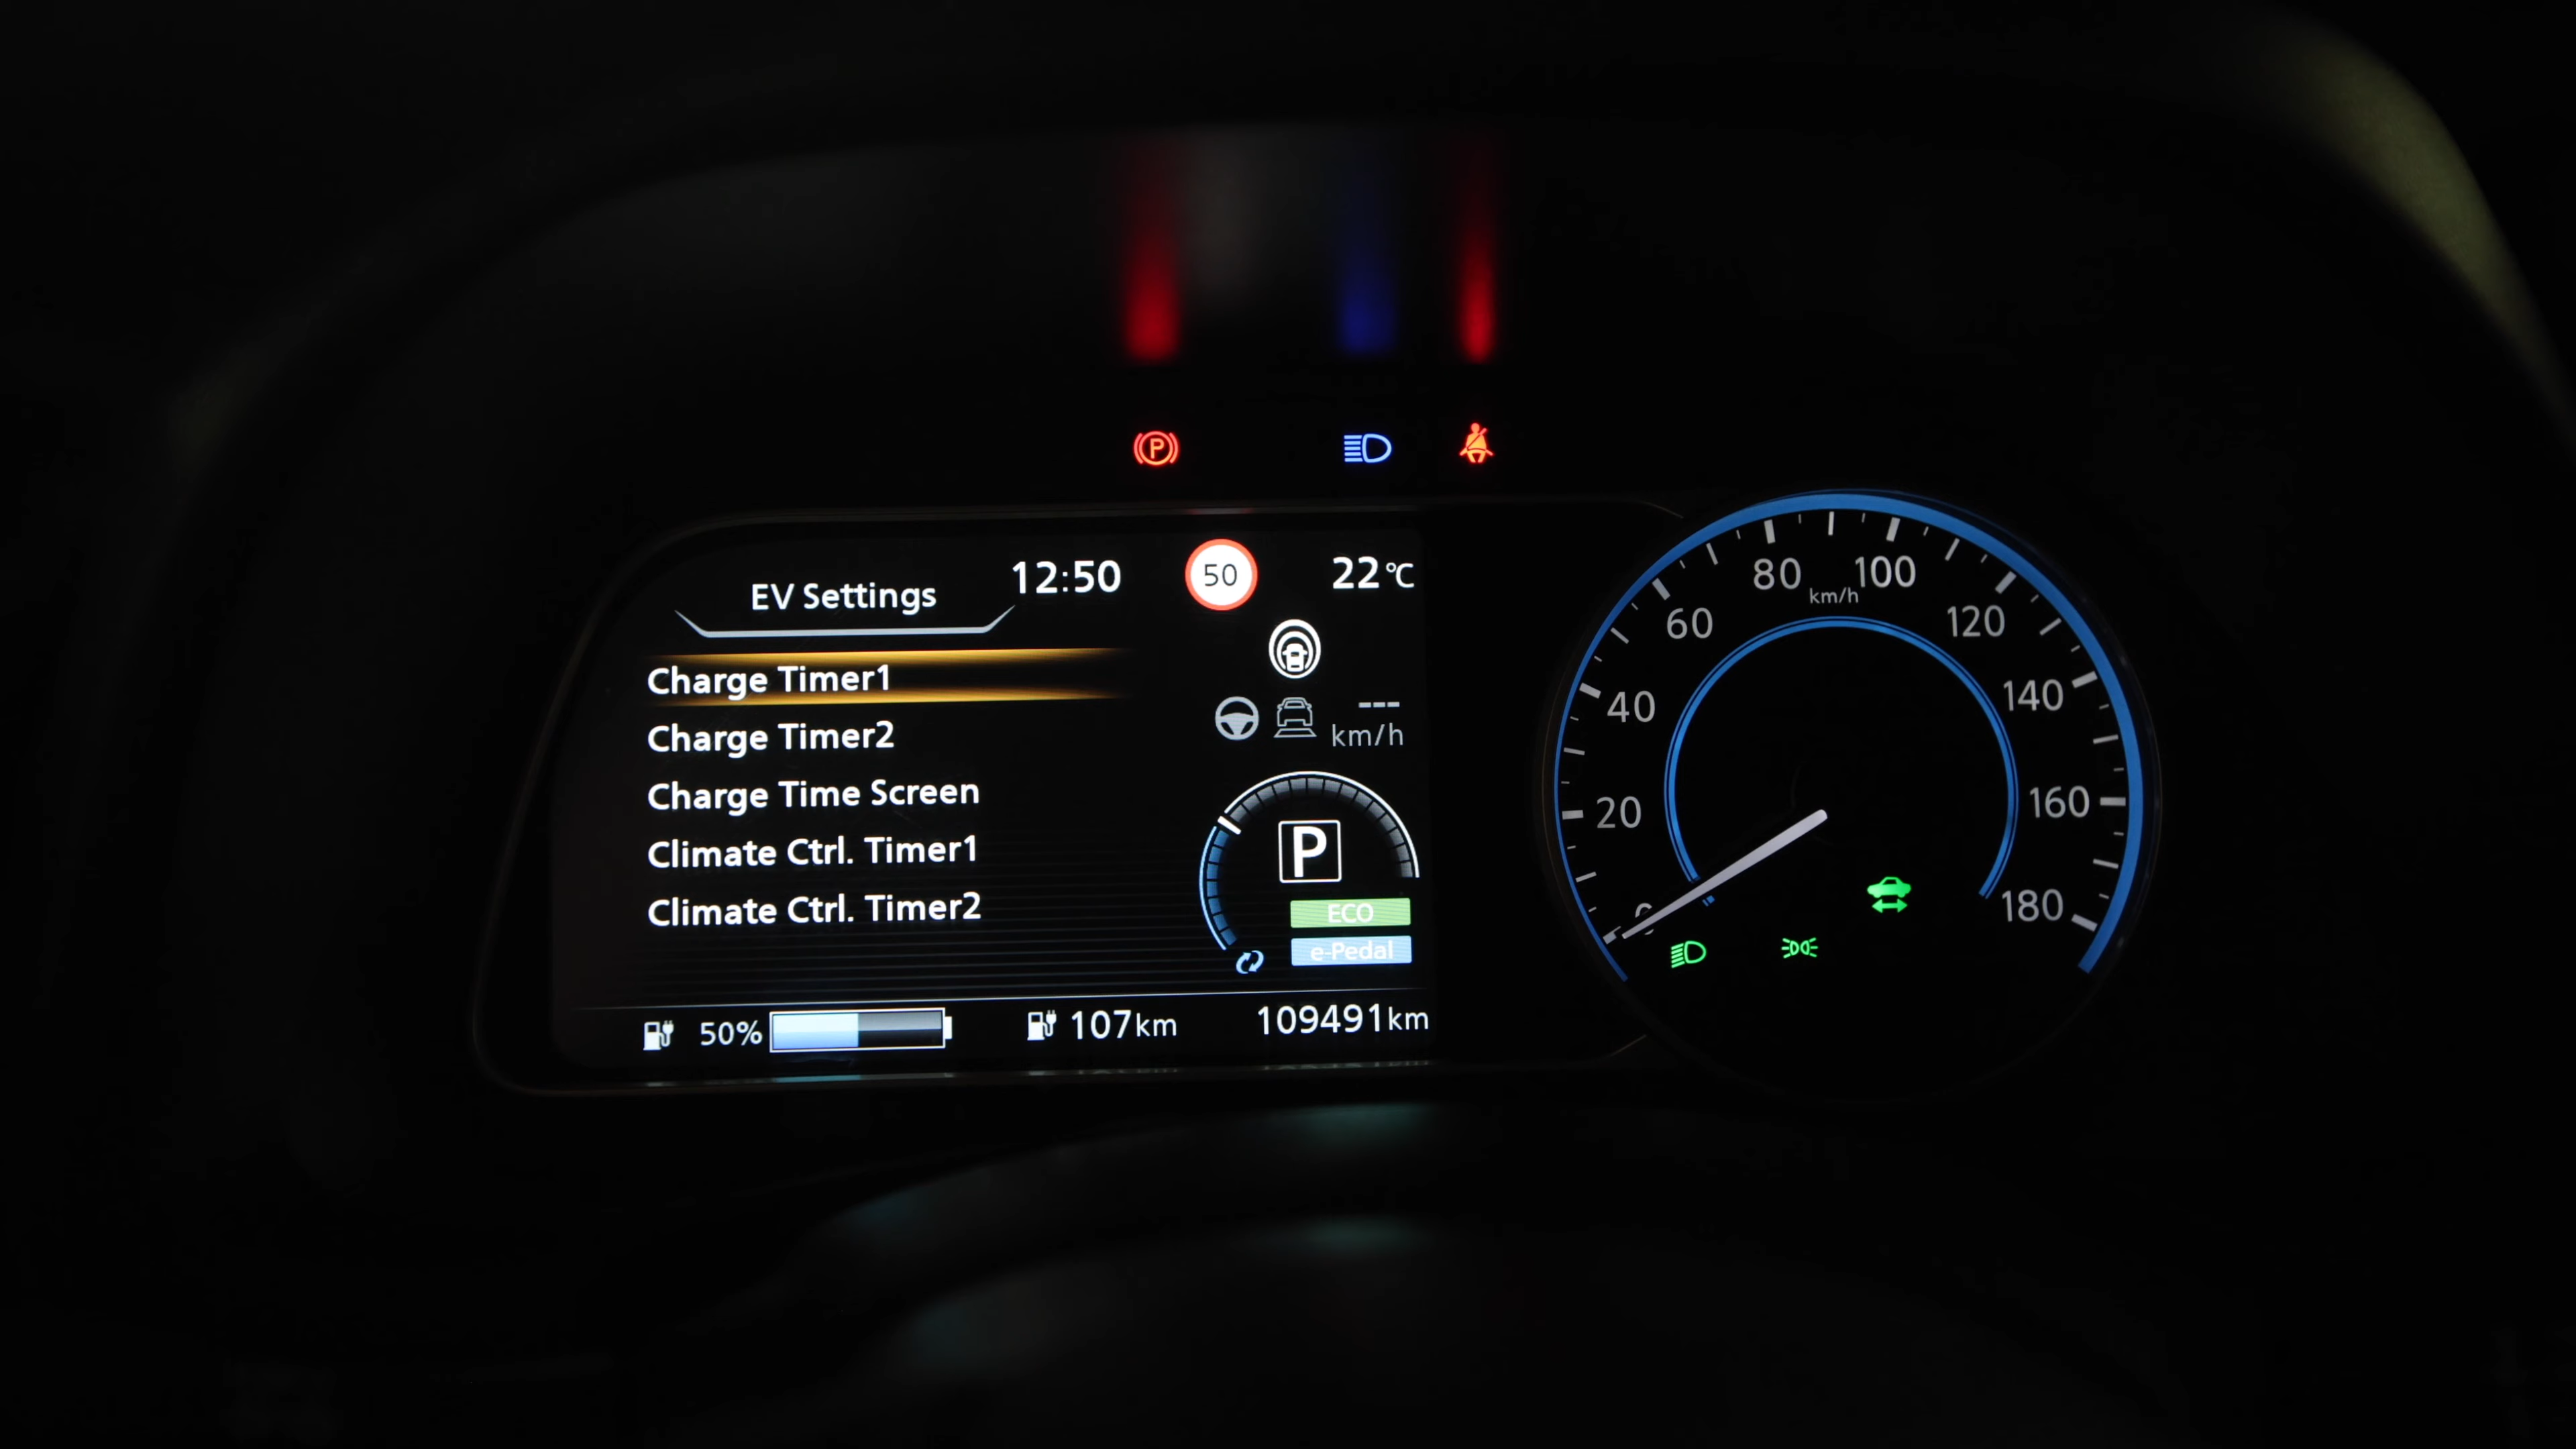 EV Settings
12:50
50
22°C
Charge Timer1
Charge Timer2
Charge Time Screen
Climate Ctrl. Timer1
Climate Ctrl. Timer2
---
km/h
P
ECO
e-Pedal
50%
107km
109491km
P
0
20
40
60
80
100
120
140
160
180
km/h